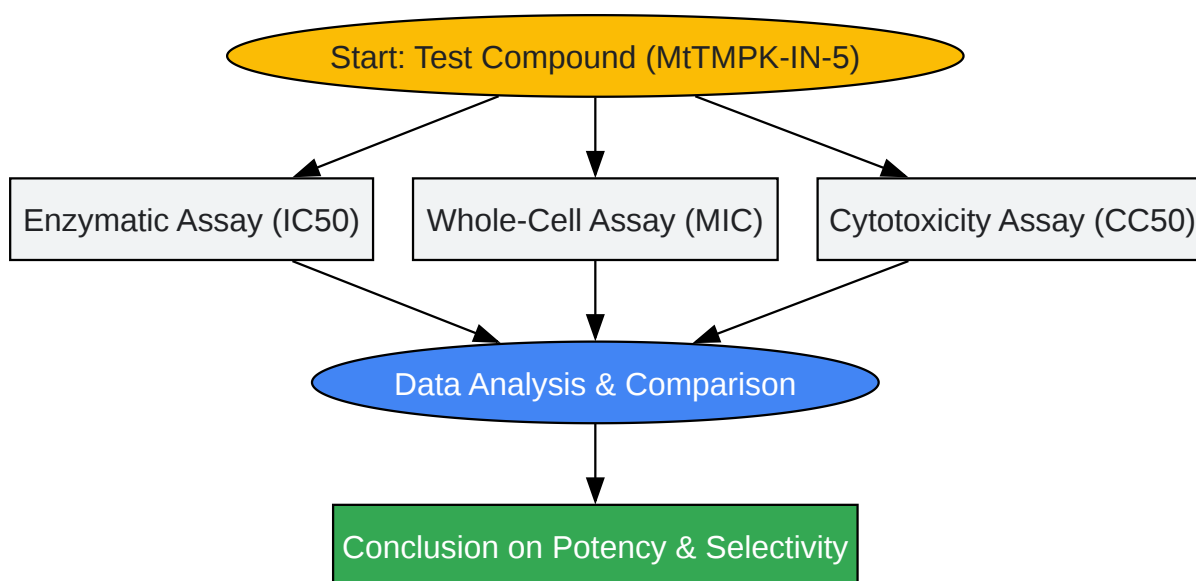 Start: Test Compound (MtTMPK-IN-5)
Enzymatic Assay (IC50)
Whole-Cell Assay (MIC)
Cytotoxicity Assay (CC50)
Data Analysis & Comparison
Conclusion on Potency & Selectivity